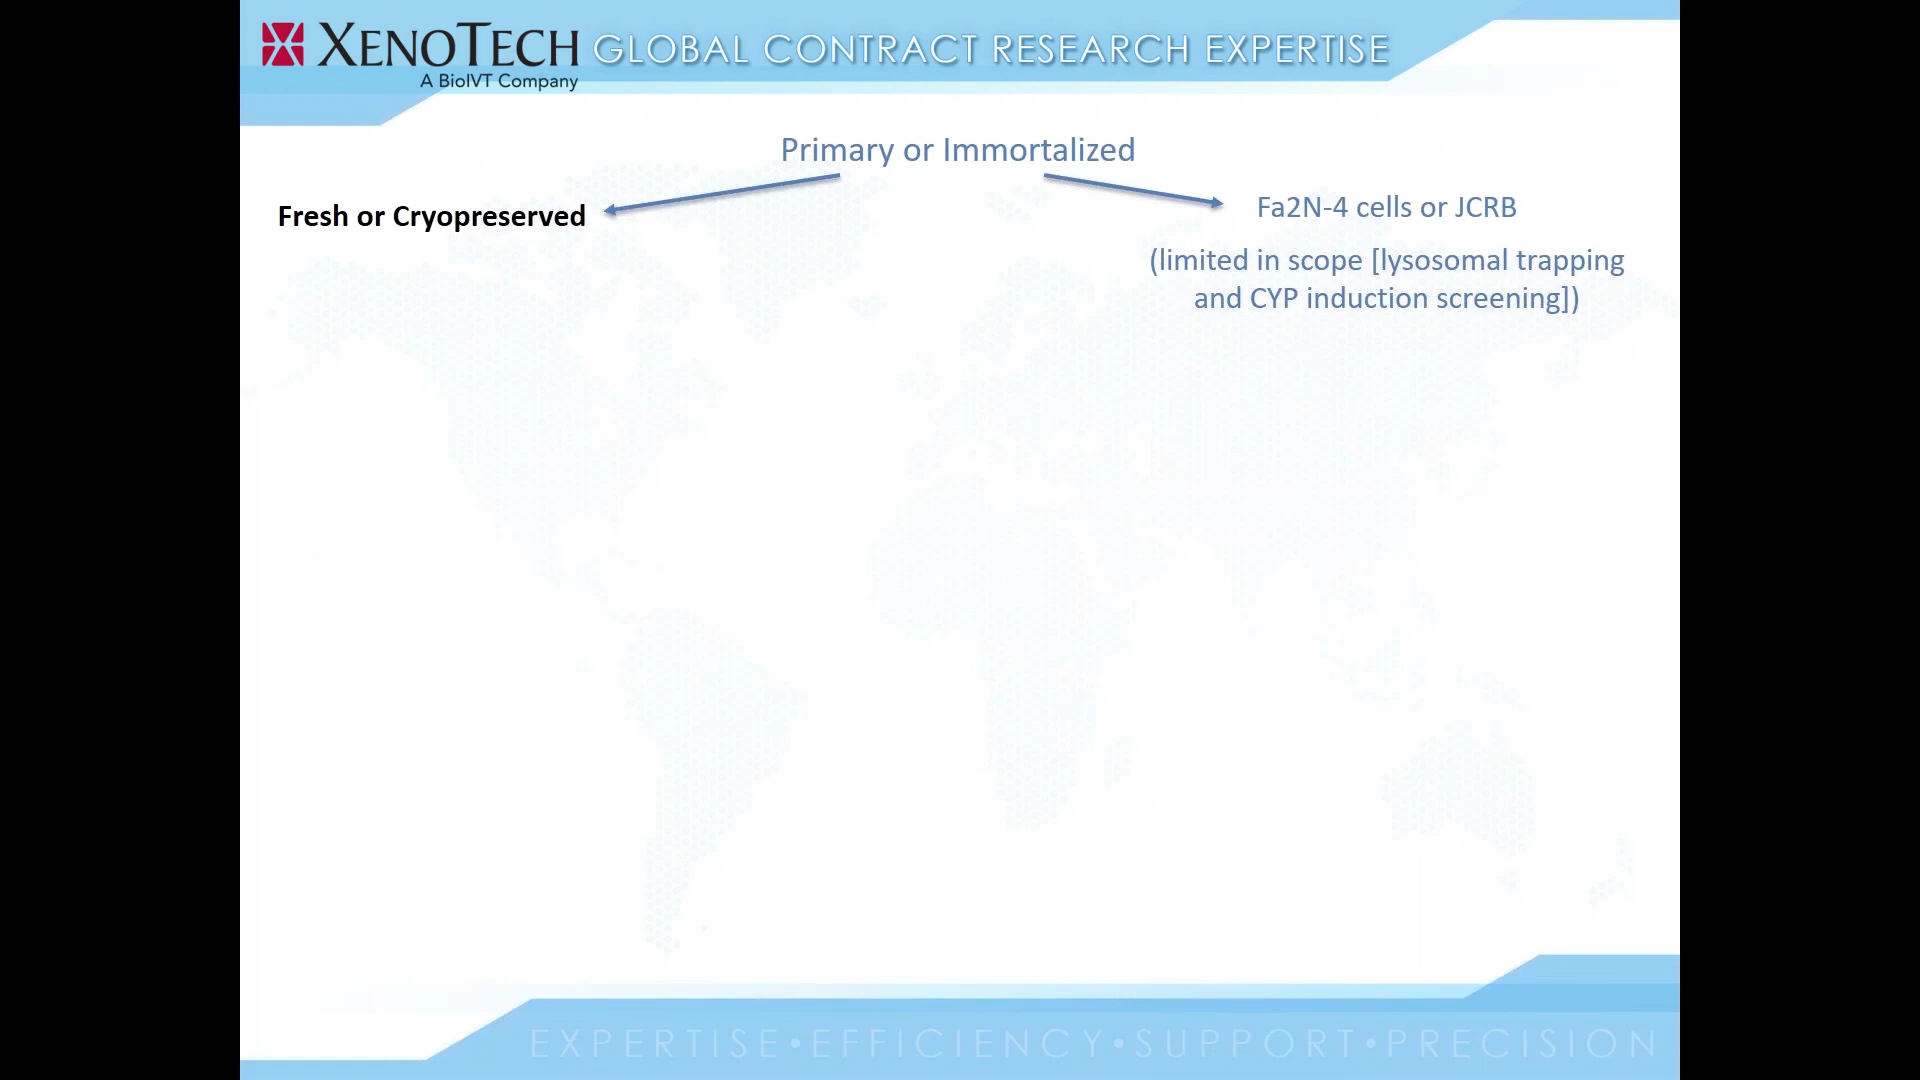 XENOTECH
A BioIVT Company
GLOBAL CONTRACT RESEARCH EXPERTISE
Primary or Immortalized
Fresh or Cryopreserved
Fa2N-4 cells or JCRB
(limited in scope [lysosomal trapping
and CYP induction screening])
EXPERTISE•EFFICIENCY•SUPPORT•PRECISION